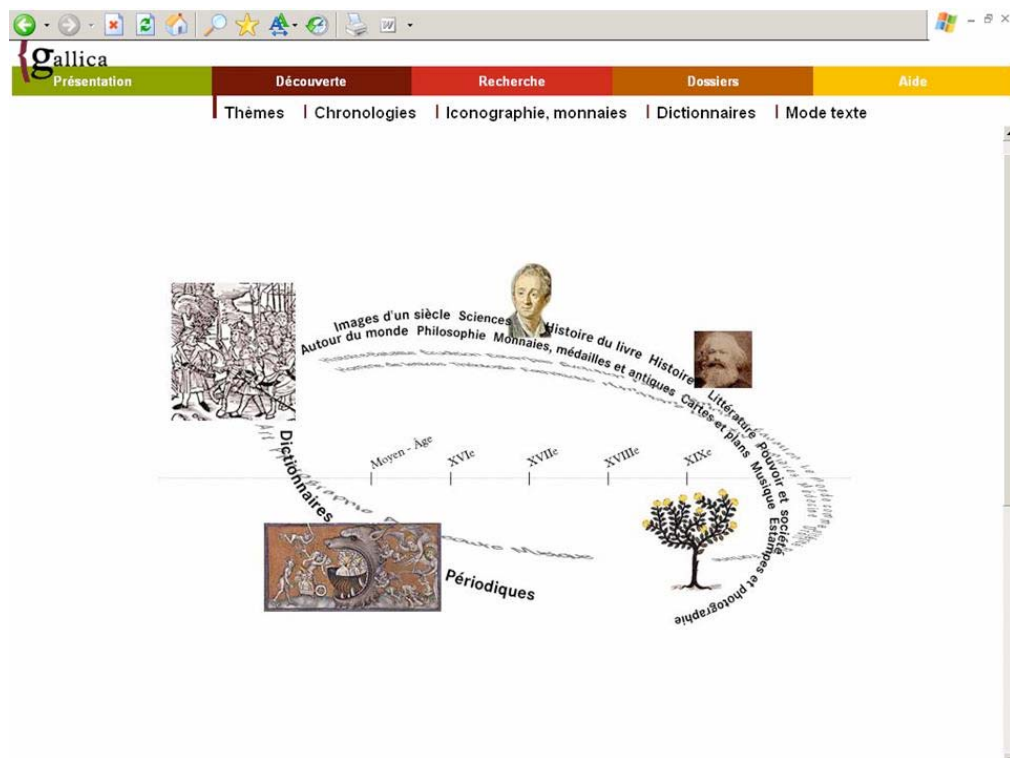 gallica
Présentation Découverte Recherche Dossiers Aide
Thèmes Chronologies Iconographie, monnaies Dictionnaires Mode texte
Images d'un siècle Sciences Histoire du livre Histoire Littérature Pouvoir et société
Autour du monde Philosophie Monnaies, médailles et antiques Cartes et plans Musique Estampes et photographie
Dictionnaires
Moyen - Âge XVIe XVIIe XVIIIe XIXe
Périodiques